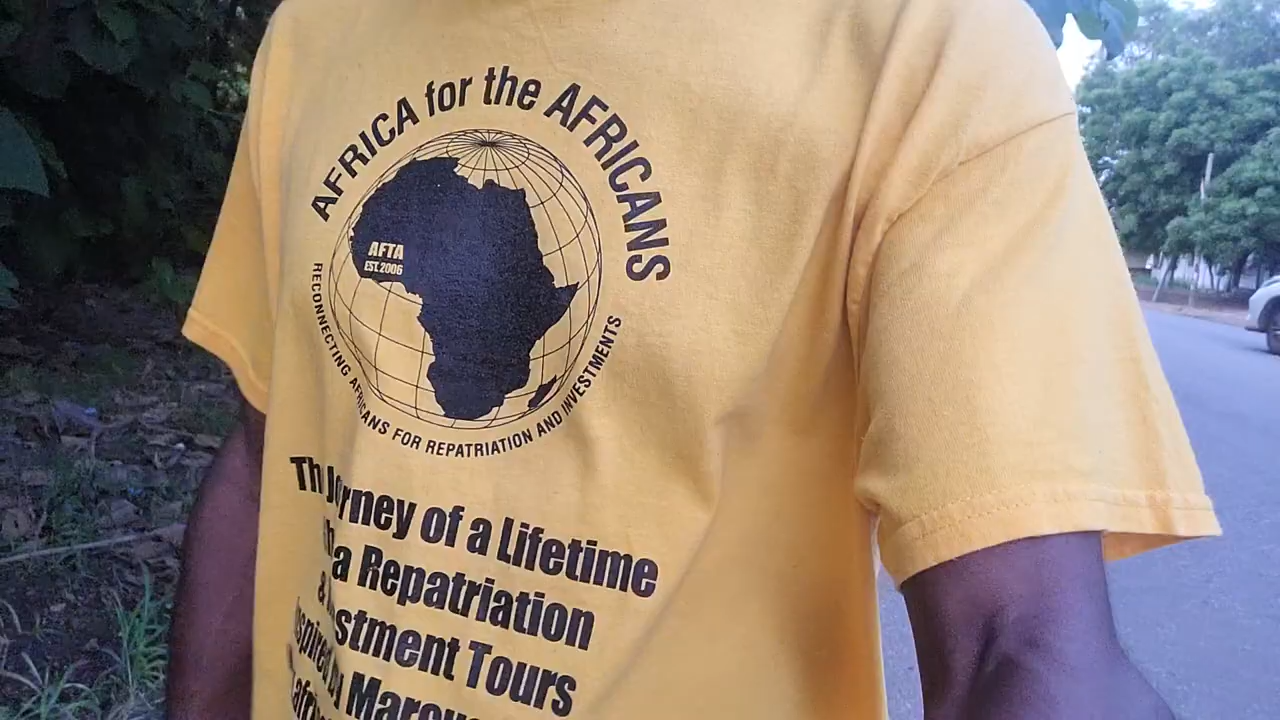 AFRICA for the AFRICANS
AFTA
EST. 2006
RECONNECTING AFRICANS FOR REPATRIATION AND INVESTMENTS
of a Lifetime
a Repatriation
Tours